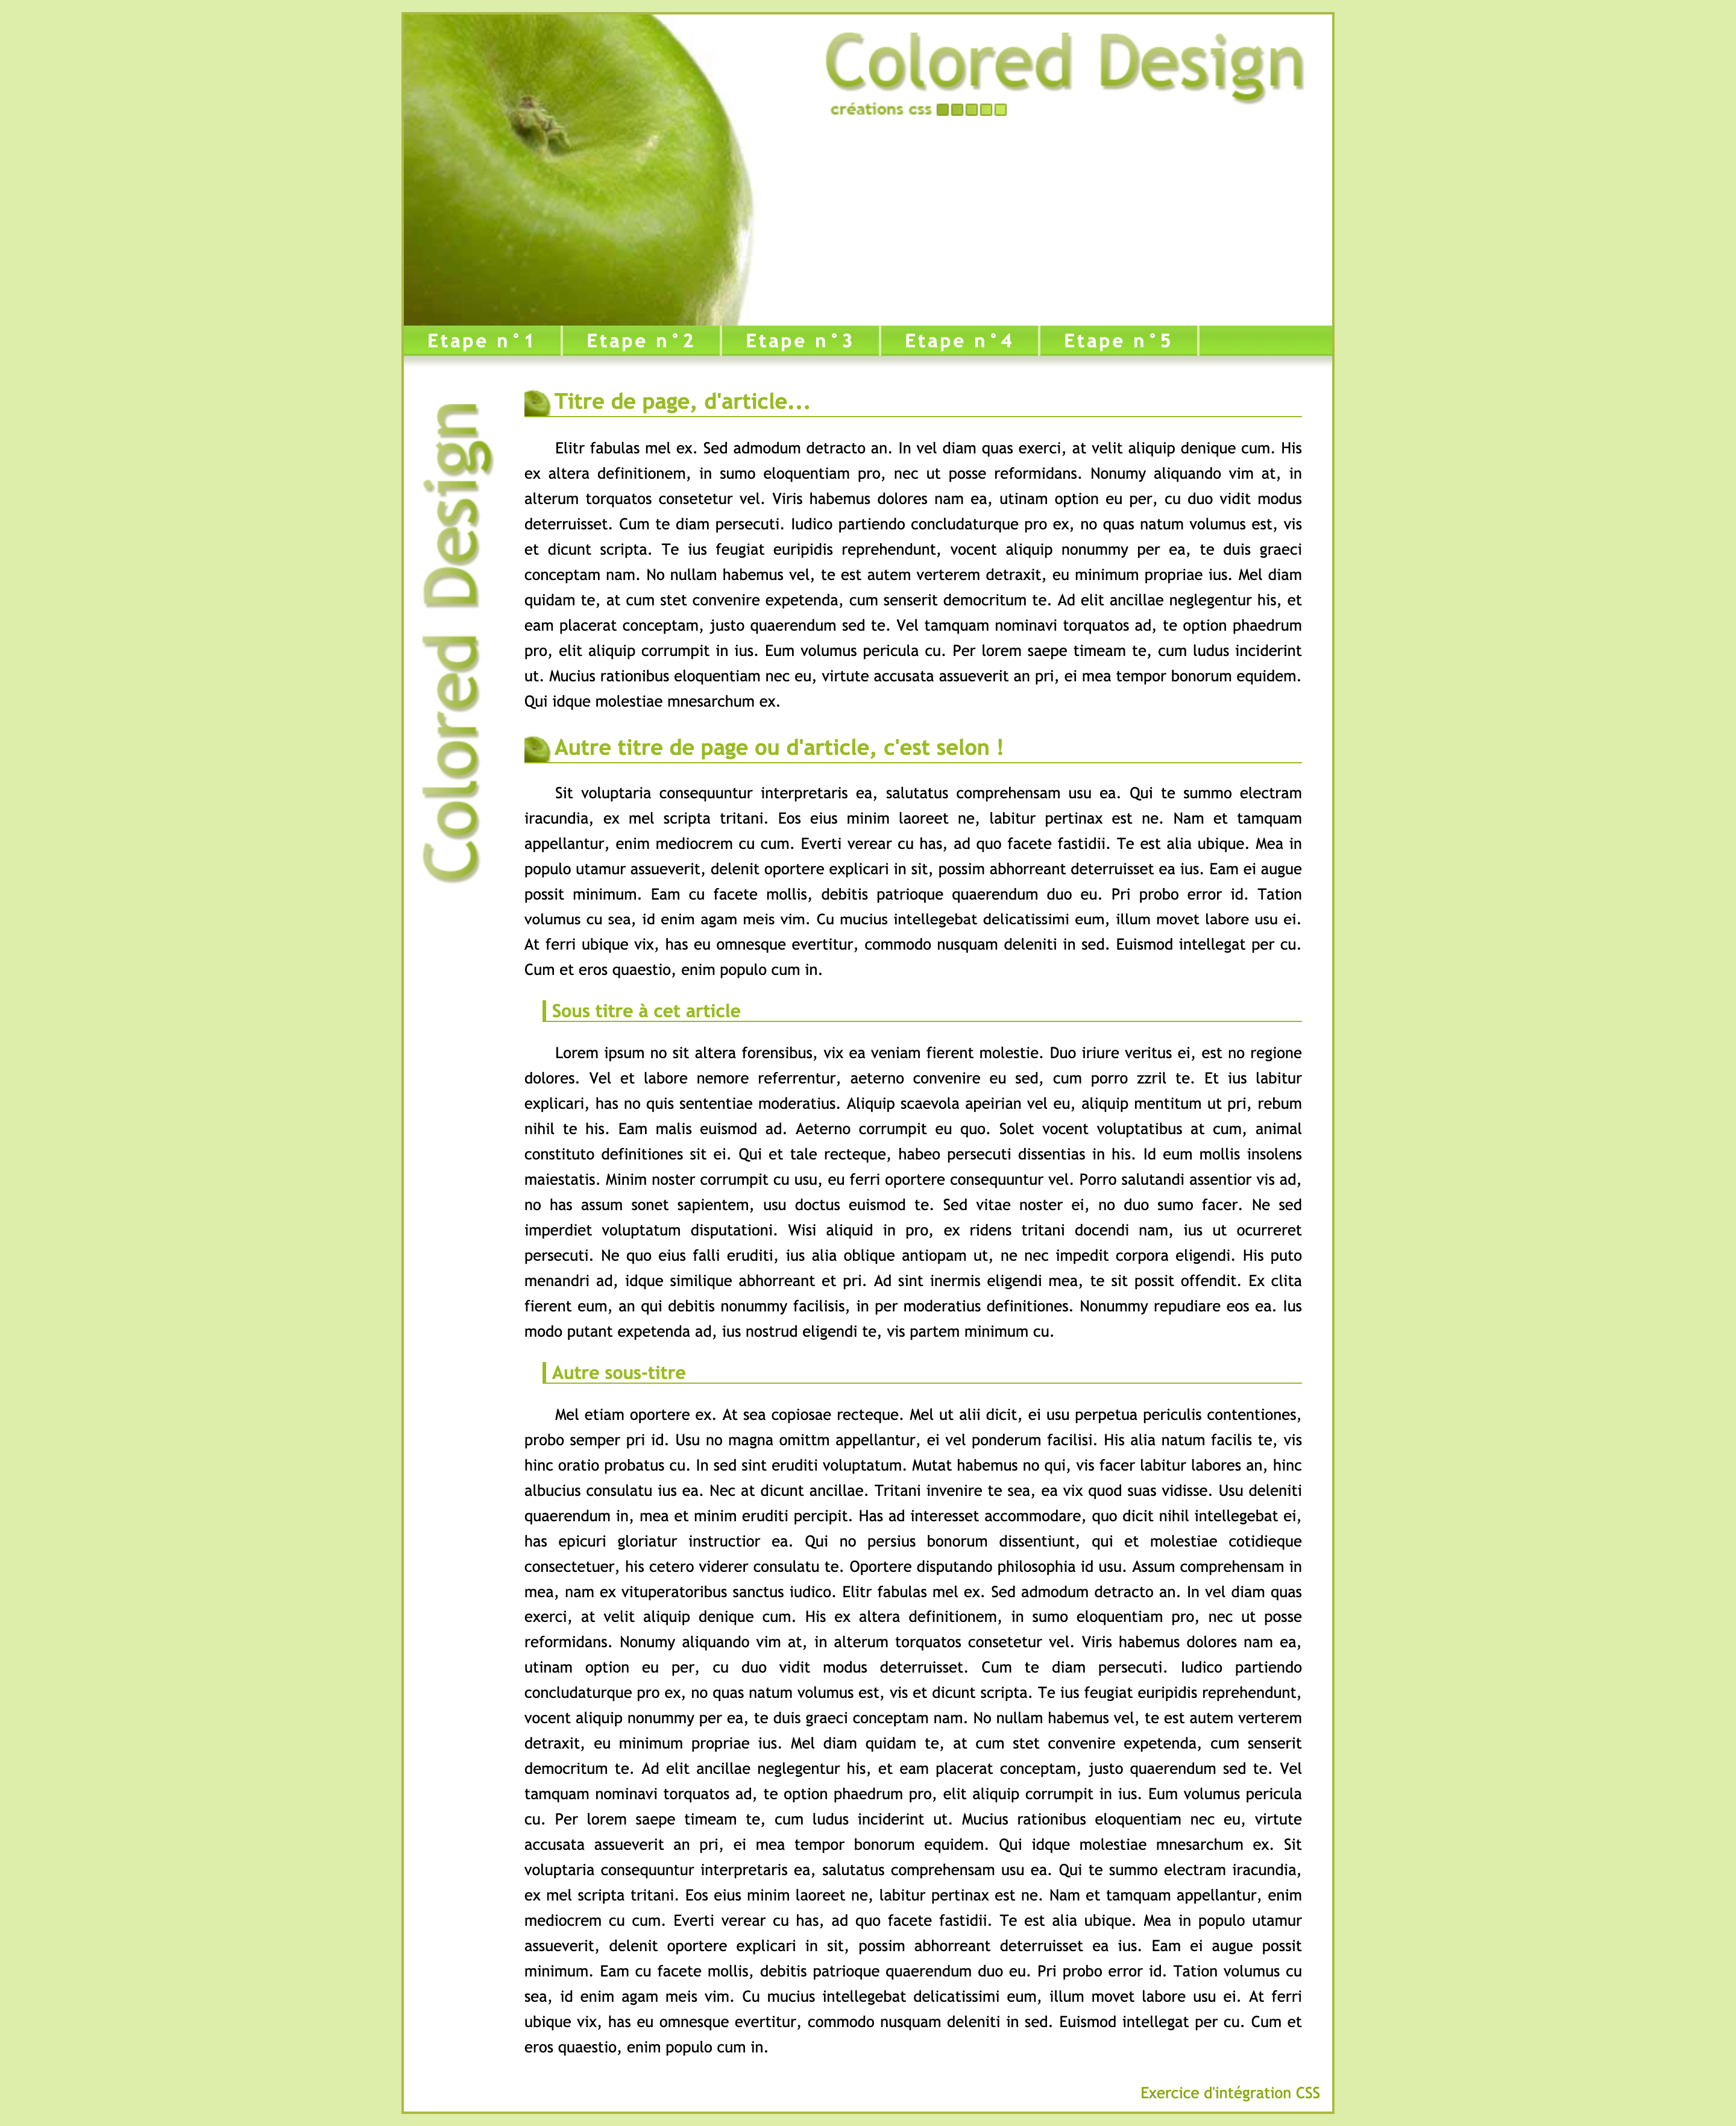 Colored Design
créations css
Etape n°1 Etape n°2 Etape n°3 Etape n°4 Etape n°5
Colored Design
Titre de page, d'article...
Elitr fabulas mel ex. Sed admodum detracto an. In vel diam quas exerci, at velit aliquip denique cum. His
ex altera definitionem, in sumo eloquentiam pro, nec ut posse reformidans. Nonumy aliquando vim at, in
alterum torquatos consetetur vel. Viris habemus dolores nam ea, utinam option eu per, cu duo vidit modus
deterruisset. Cum te diam persecuti. Iudico partiendo concludaturque pro ex, no quas natum volumus est, vis
et dicunt scripta. Te ius feugiat euripidis reprehendunt, vocent aliquip nonummy per ea, te duis graeci
conceptam nam. No nullam habemus vel, te est autem verterem detraxit, eu minimum propriae ius. Mel diam
quidam te, at cum stet convenire expetenda, cum senserit democritum te. Ad elit ancillae neglegentur his, et
eam placerat conceptam, justo quaerendum sed te. Vel tamquam nominavi torquatos ad, te option phaedrum
pro, elit aliquip corrumpit in ius. Eum volumus pericula cu. Per lorem saepe timeam te, cum ludus inciderint
ut. Mucius rationibus eloquentiam nec eu, virtute accusata assueverit an pri, ei mea tempor bonorum equidem.
Qui idque molestiae mnesarchum ex.
Autre titre de page ou d'article, c'est selon !
Sit voluptaria consequuntur interpretaris ea, salutatus comprehensam usu ea. Qui te summo electram
iracundia, ex mel scripta tritani. Eos eius minim laoreet ne, labitur pertinax est ne. Nam et tamquam
appellantur, enim mediocrem cu cum. Everti verear cu has, ad quo facete fastidii. Te est alia ubique. Mea in
populo utamur assueverit, delenit oportere explicari in sit, possim abhorreant deterruisset ea ius. Eam ei augue
possit minimum. Eam cu facete mollis, debitis patrioque quaerendum duo eu. Pri probo error id. Tation
volumus cu sea, id enim agam meis vim. Cu mucius intellegebat delicatissimi eum, illum movet labore usu ei.
At ferri ubique vix, has eu omnesque evertitur, commodo nusquam deleniti in sed. Euismod intellegat per cu.
Cum et eros quaestio, enim populo cum in.
Sous titre à cet article
Lorem ipsum no sit altera forensibus, vix ea veniam fierent molestie. Duo iriure veritus ei, est no regione
dolores. Vel et labore nemore referrentur, aeterno convenire eu sed, cum porro zzril te. Et ius labitur
explicari, has no quis sententiae moderatius. Aliquip scaevola apeirian vel eu, aliquip mentitum ut pri, rebum
nihil te his. Eam malis euismod ad. Aeterno corrumpit eu quo. Solet vocent voluptatibus at cum, animal
constituto definitiones sit ei. Qui et tale recteque, habeo persecuti dissentias in his. Id eum mollis insolens
maiestatis. Minim noster corrumpit cu usu, eu ferri oportere consequuntur vel. Porro salutandi assentior vis ad,
no has assum sonet sapientem, usu doctus euismod te. Sed vitae noster ei, no duo sumo facer. Ne sed
imperdiet voluptatum disputationi. Wisi aliquid in pro, ex ridens tritani docendi nam, ius ut ocurreret
persecuti. Ne quo eius falli eruditi, ius alia oblique antiopam ut, ne nec impedit corpora eligendi. His puto
menandri ad, idque similique abhorreant et pri. Ad sint inermis eligendi mea, te sit possit offendit. Ex clita
fierent eum, an qui debitis nonummy facilisis, in per moderatius definitiones. Nonummy repudiare eos ea. Ius
modo putant expetenda ad, ius nostrud eligendi te, vis partem minimum cu.
Autre sous-titre
Mel etiam oportere ex. At sea copiosae recteque. Mel ut alii dicit, ei usu perpetua periculis contentiones,
probo semper pri id. Usu no magna omittm appellantur, ei vel ponderum facilisi. His alia natum facilis te, vis
hinc oratio probatus cu. In sed sint eruditi voluptatum. Mutat habemus no qui, vis facer labitur labores an, hinc
albucius consulatu ius ea. Nec at dicunt ancillae. Tritani invenire te sea, ea vix quod suas vidisse. Usu deleniti
quaerendum in, mea et minim eruditi percipit. Has ad interesset accommodare, quo dicit nihil intellegebat ei,
has epicuri gloriatur instructior ea. Qui no persius bonorum dissentiunt, qui et molestiae cotidieque
consectetuer, his cetero viderer consulatu te. Oportere disputando philosophia id usu. Assum comprehensam in
mea, nam ex vituperatoribus sanctus iudico. Elitr fabulas mel ex. Sed admodum detracto an. In vel diam quas
exerci, at velit aliquip denique cum. His ex altera definitionem, in sumo eloquentiam pro, nec ut posse
reformidans. Nonumy aliquando vim at, in alterum torquatos consetetur vel. Viris habemus dolores nam ea,
utinam option eu per, cu duo vidit modus deterruisset. Cum te diam persecuti. Iudico partiendo
concludaturque pro ex, no quas natum volumus est, vis et dicunt scripta. Te ius feugiat euripidis reprehendunt,
vocent aliquip nonummy per ea, te duis graeci conceptam nam. No nullam habemus vel, te est autem verterem
detraxit, eu minimum propriae ius. Mel diam quidam te, at cum stet convenire expetenda, cum senserit
democritum te. Ad elit ancillae neglegentur his, et eam placerat conceptam, justo quaerendum sed te. Vel
tamquam nominavi torquatos ad, te option phaedrum pro, elit aliquip corrumpit in ius. Eum volumus pericula
cu. Per lorem saepe timeam te, cum ludus inciderint ut. Mucius rationibus eloquentiam nec eu, virtute
accusata assueverit an pri, ei mea tempor bonorum equidem. Qui idque molestiae mnesarchum ex. Sit
voluptaria consequuntur interpretaris ea, salutatus comprehensam usu ea. Qui te summo electram iracundia,
ex mel scripta tritani. Eos eius minim laoreet ne, labitur pertinax est ne. Nam et tamquam appellantur, enim
mediocrem cu cum. Everti verear cu has, ad quo facete fastidii. Te est alia ubique. Mea in populo utamur
assueverit, delenit oportere explicari in sit, possim abhorreant deterruisset ea ius. Eam ei augue possit
minimum. Eam cu facete mollis, debitis patrioque quaerendum duo eu. Pri probo error id. Tation volumus cu
sea, id enim agam meis vim. Cu mucius intellegebat delicatissimi eum, illum movet labore usu ei. At ferri
ubique vix, has eu omnesque evertitur, commodo nusquam deleniti in sed. Euismod intellegat per cu. Cum et
eros quaestio, enim populo cum in.
Exercice d'intégration CSS